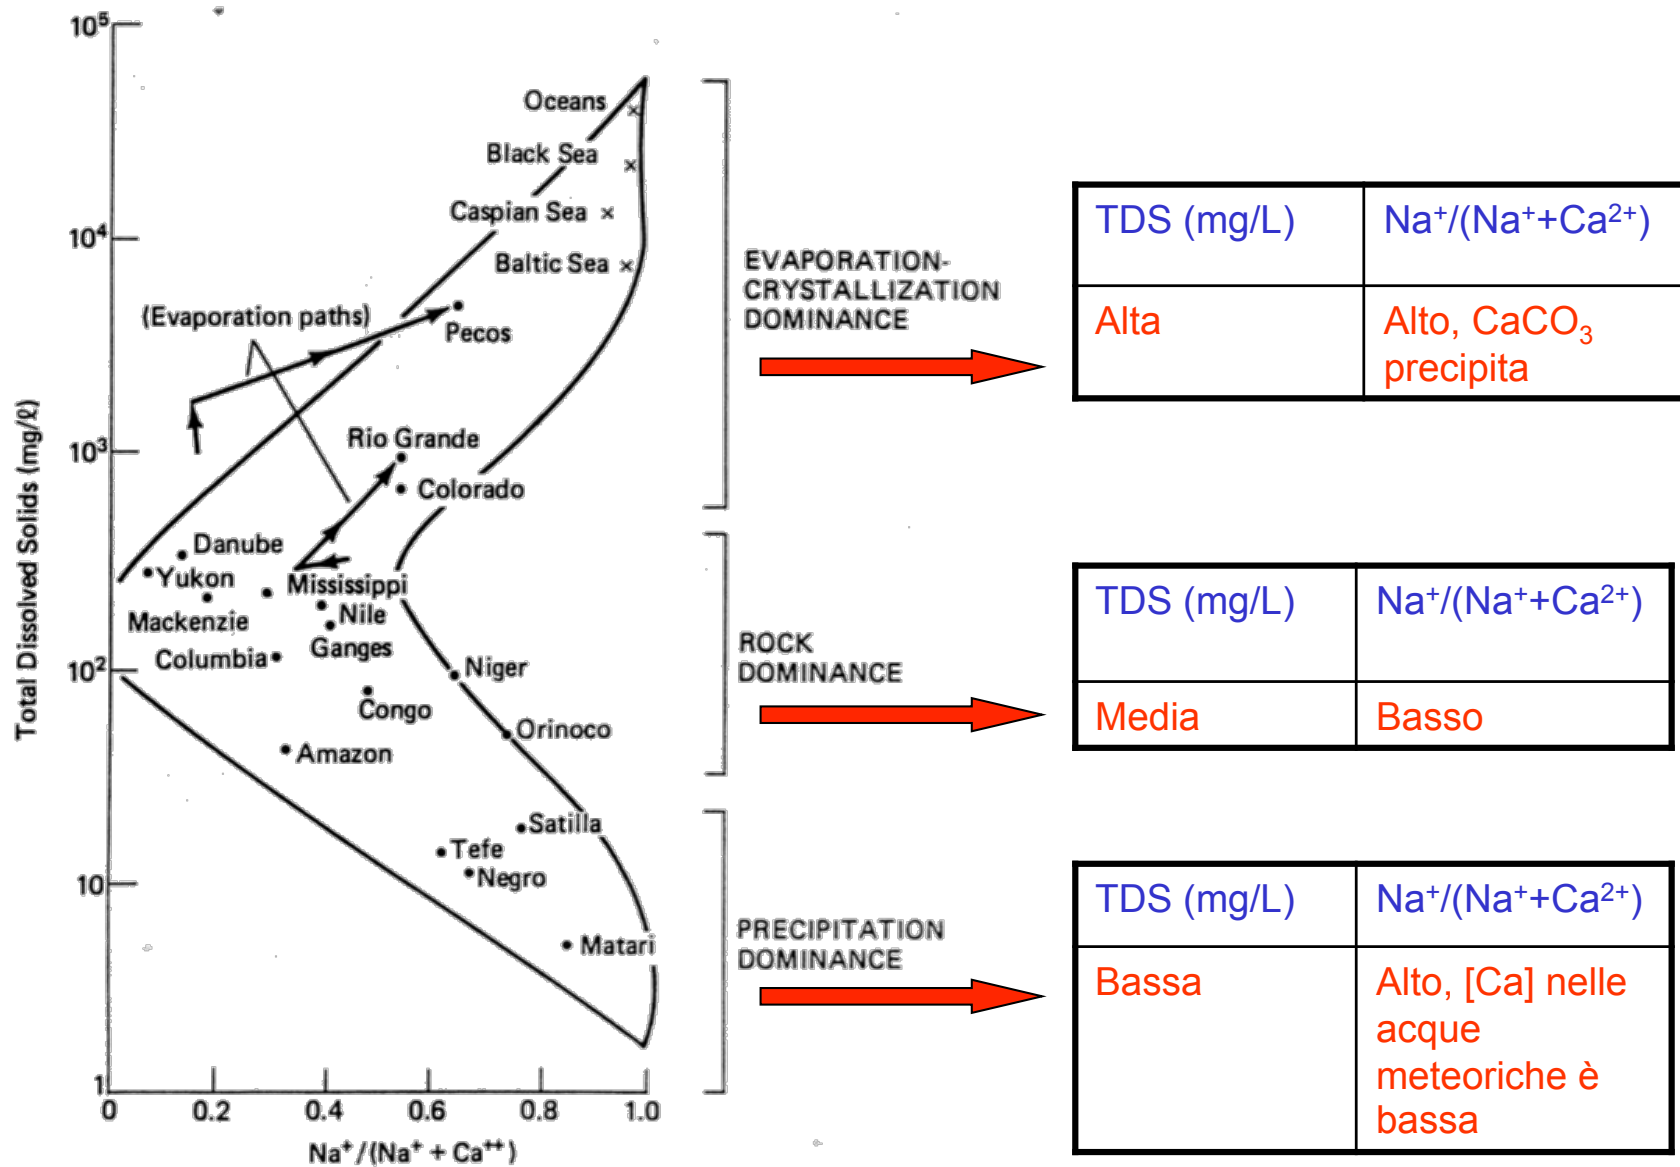 10⁵
10⁴
10³
10²
10
1
Total Dissolved Solids (mg/ℓ)
0
0.2
0.4
0.6
0.8
1.0
Na⁺/(Na⁺ + Ca⁺⁺)
Oceans
Black Sea
Caspian Sea
Baltic Sea
(Evaporation paths)
Pecos
Rio Grande
Colorado
Danube
Yukon
Mississippi
Mackenzie
Nile
Ganges
Columbia
Niger
Congo
Orinoco
Amazon
Satilla
Tefe
Negro
Matari
EVAPORATION-
CRYSTALLIZATION
DOMINANCE
TDS (mg/L)
Na⁺/(Na⁺+Ca²⁺)
Alta
Alto, CaCO₃
precipita
ROCK
DOMINANCE
TDS (mg/L)
Na⁺/(Na⁺+Ca²⁺)
Media
Basso
PRECIPITATION
DOMINANCE
TDS (mg/L)
Na⁺/(Na⁺+Ca²⁺)
Bassa
Alto, [Ca] nelle
acque
meteoriche è
bassa